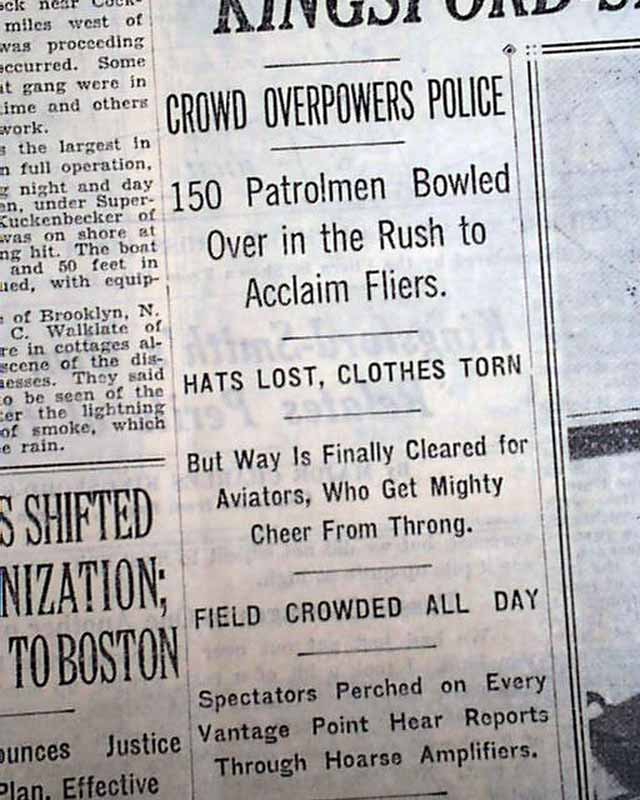 miles west of
was proceeding
occurred. Some
gang were in
time and others
work.
the largest in
full operation,
night and day
under Super-
Kuckenbecker of
was on shore at
hit. The boat
and 50 feet in
with equip-
of Brooklyn, N.
C. Walklate of
in cottages al-
scene of the dis-
They said
to be seen of the
the lightning
of smoke, which
rain.
S SHIFTED
NIZATION;
TO BOSTON
Justice
Plan, Effective
KINGSFORD-S
CROWD OVERPOWERS POLICE
150 Patrolmen Bowled
Over in the Rush to
Acclaim Fliers.
HATS LOST, CLOTHES TORN
But Way Is Finally Cleared for
Aviators, Who Get Mighty
Cheer From Throng.
FIELD CROWDED ALL DAY
Spectators Perched on Every
Vantage Point Hear Reports
Through Hoarse Amplifiers.